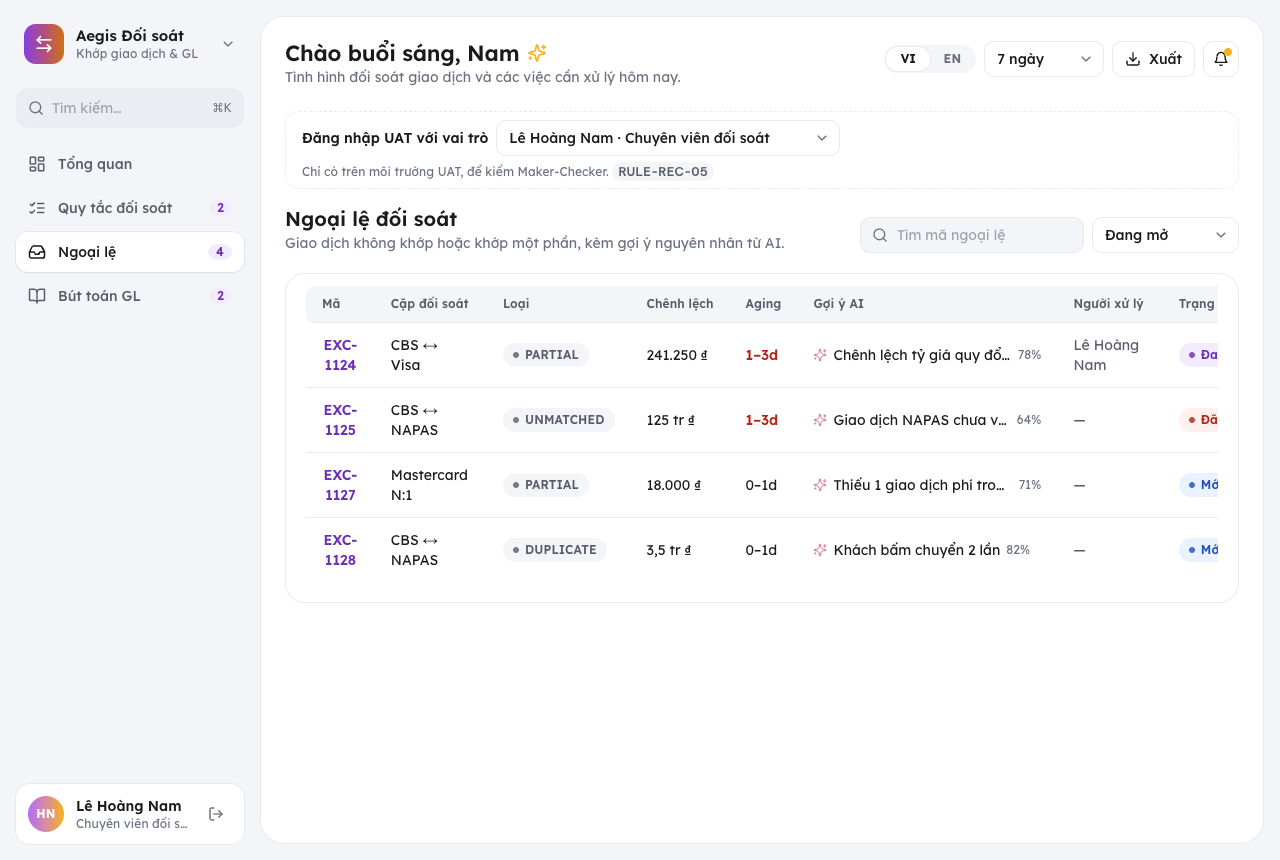 Aegis Đối soát
Khớp giao dịch & GL
Tìm kiếm...
⌘K
Tổng quan
Quy tắc đối soát 2
Ngoại lệ 4
Bút toán GL 2
HN
Lê Hoàng Nam
Chuyên viên đối s...
Chào buổi sáng, Nam
Tình hình đối soát giao dịch và các việc cần xử lý hôm nay.
VI EN
7 ngày
Xuất
Đăng nhập UAT với vai trò
Lê Hoàng Nam · Chuyên viên đối soát
Chỉ có trên môi trường UAT, để kiểm Maker-Checker. RULE-REC-05
Ngoại lệ đối soát
Giao dịch không khớp hoặc khớp một phần, kèm gợi ý nguyên nhân từ AI.
Tìm mã ngoại lệ
Đang mở
Mã Cặp đối soát Loại Chênh lệch Aging Gợi ý AI Người xử lý Trạng
EXC-1124 CBS ↔ Visa PARTIAL 241.250 ₫ 1–3d Chênh lệch tỷ giá quy đổ... 78% Lê Hoàng Nam Đa
EXC-1125 CBS ↔ NAPAS UNMATCHED 125 tr ₫ 1–3d Giao dịch NAPAS chưa v... 64% — Đã
EXC-1127 Mastercard N:1 PARTIAL 18.000 ₫ 0–1d Thiếu 1 giao dịch phí tro... 71% — Mớ
EXC-1128 CBS ↔ NAPAS DUPLICATE 3,5 tr ₫ 0–1d Khách bấm chuyển 2 lần 82% — Mớ